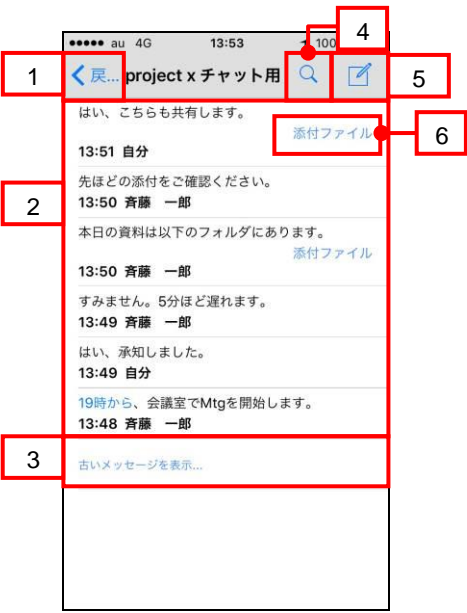 4
●●●●● au 4G 13:53 100
1
戻... project x チャット用
5
はい、こちらも共有します。
添付ファイル
6
13:51 自分
先ほどの添付をご確認ください。
2
13:50 斉藤 一郎
本日の資料は以下のフォルダにあります。
添付ファイル
13:50 斉藤 一郎
すみません。5分ほど遅れます。
13:49 斉藤 一郎
はい、承知しました。
13:49 自分
19時から、会議室でMtgを開始します。
13:48 斉藤 一郎
3
古いメッセージを表示...